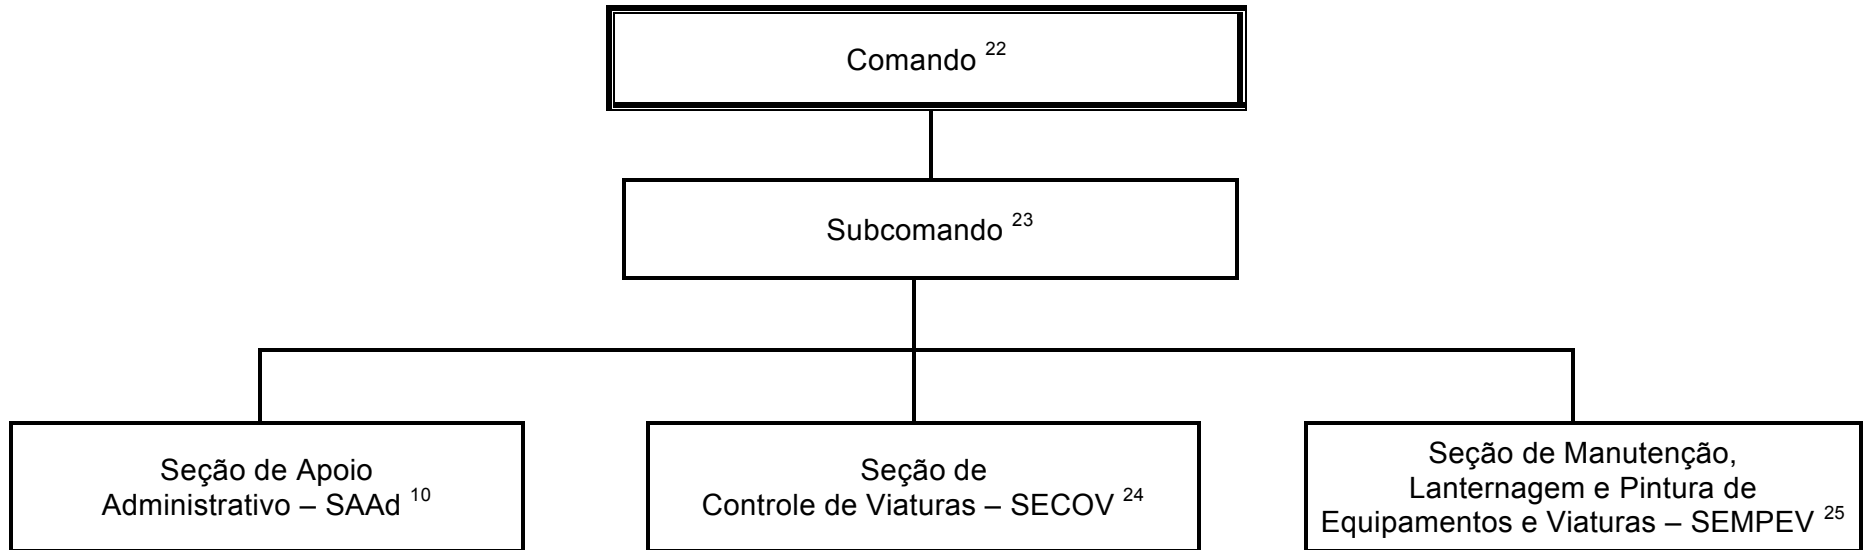 Comando 22
Subcomando 23
Seção de Apoio
Administrativo – SAAd 10
Seção de
Controle de Viaturas – SECOV 24
Seção de Manutenção,
Lanternagem e Pintura de
Equipamentos e Viaturas – SEMPEV 25